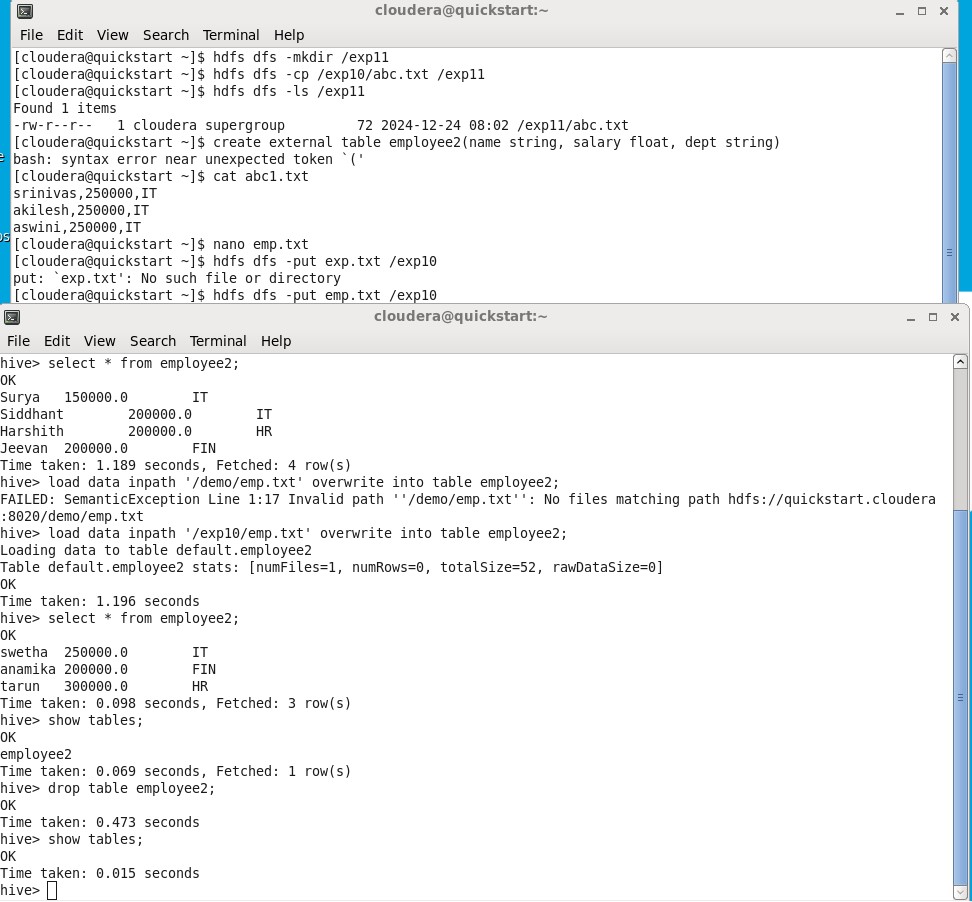 cloudera@quickstart:~
File Edit View Search Terminal Help
[cloudera@quickstart ~]$ hdfs dfs -mkdir /exp11
[cloudera@quickstart ~]$ hdfs dfs -cp /exp10/abc.txt /exp11
[cloudera@quickstart ~]$ hdfs dfs -ls /exp11
Found 1 items
-rw-r--r--   1 cloudera supergroup         72 2024-12-24 08:02 /exp11/abc.txt
[cloudera@quickstart ~]$ create external table employee2(name string, salary float, dept string)
bash: syntax error near unexpected token `('
[cloudera@quickstart ~]$ cat abc1.txt
srinivas,250000,IT
akilesh,250000,IT
aswini,250000,IT
[cloudera@quickstart ~]$ nano emp.txt
[cloudera@quickstart ~]$ hdfs dfs -put exp.txt /exp10
put: `exp.txt': No such file or directory
[cloudera@quickstart ~]$ hdfs dfs -put emp.txt /exp10
cloudera@quickstart:~
File Edit View Search Terminal Help
hive> select * from employee2;
OK
Surya   150000.0        IT
Siddhant        200000.0        IT
Harshith        200000.0        HR
Jeevan  200000.0        FIN
Time taken: 1.189 seconds, Fetched: 4 row(s)
hive> load data inpath '/demo/emp.txt' overwrite into table employee2;
FAILED: SemanticException Line 1:17 Invalid path ''/demo/emp.txt'': No files matching path hdfs://quickstart.cloudera
:8020/demo/emp.txt
hive> load data inpath '/exp10/emp.txt' overwrite into table employee2;
Loading data to table default.employee2
Table default.employee2 stats: [numFiles=1, numRows=0, totalSize=52, rawDataSize=0]
OK
Time taken: 1.196 seconds
hive> select * from employee2;
OK
swetha  250000.0        IT
anamika 200000.0        FIN
tarun   300000.0        HR
Time taken: 0.098 seconds, Fetched: 3 row(s)
hive> show tables;
OK
employee2
Time taken: 0.069 seconds, Fetched: 1 row(s)
hive> drop table employee2;
OK
Time taken: 0.473 seconds
hive> show tables;
OK
Time taken: 0.015 seconds
hive>